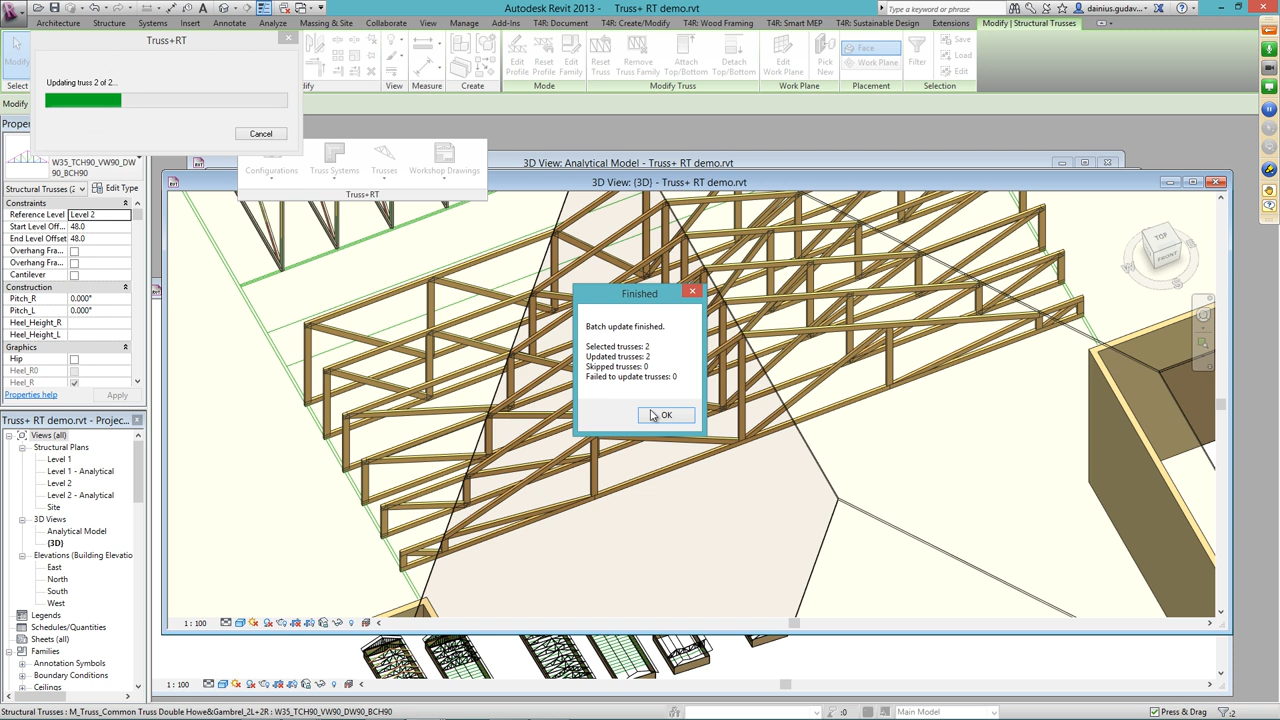 Autodesk Revit 2013 - Truss+ RT demo.rvt
Type a keyword or phrase
dainius.gudav...
Architecture Structure Systems Insert Annotate Analyze Massing & Site Collaborate View Manage Add-Ins T4R: Document T4R: Create/Modify T4R: Wood Framing T4R: Smart MEP T4R: Sustainable Design Extensions Modify | Structural Trusses
Truss+RT
Updating truss 2 of 2...
Cancel
Modify
Edit Profile
Reset Profile
Edit Family
Reset Truss
Remove Truss Family
Attach Top/Bottom
Detach Top/Bottom
Edit Work Plane
Pick New
Face
Work Plane
Filter
Save
Load
Edit
Select
View Measure Create Mode Modify Truss Work Plane Placement Selection
Modify
Configurations Truss Systems Trusses Workshop Drawings
Truss+RT
3D View: Analytical Model - Truss+ RT demo.rvt
3D View: {3D} - Truss+ RT demo.rvt
W35_TCH90_VW90_DW
90_BCH90
Structural Trusses (
Edit Type
Constraints
Reference Level Level 2
Start Level Off... 48.0
End Level Offset 48.0
Overhang Fra...
Overhang Fra...
Cantilever
Construction
Pitch_R 0.000°
Pitch_L 0.000°
Heel_Height_R
Heel_Height_L
Graphics
Hip
Heel_R0
Heel_R
Properties help
Apply
Truss+ RT demo.rvt - Projec...
Views (all)
Structural Plans
Level 1
Level 1 - Analytical
Level 2
Level 2 - Analytical
Site
3D Views
Analytical Model
{3D}
Elevations (Building Elevatio
East
North
South
West
Legends
Schedules/Quantities
Sheets (all)
Families
Annotation Symbols
Boundary Conditions
Ceilings
Finished
Batch update finished.
Selected trusses: 2
Updated trusses: 2
Skipped trusses: 0
Failed to update trusses: 0
OK
TOP
FRONT
W
1 : 100
1 : 100
Structural Trusses : M_Truss_Common Truss Double Howe&Gambrel_2L+2R : W35_TCH90_VW90_DW90_BCH90
:0
Main Model
Press & Drag
:2